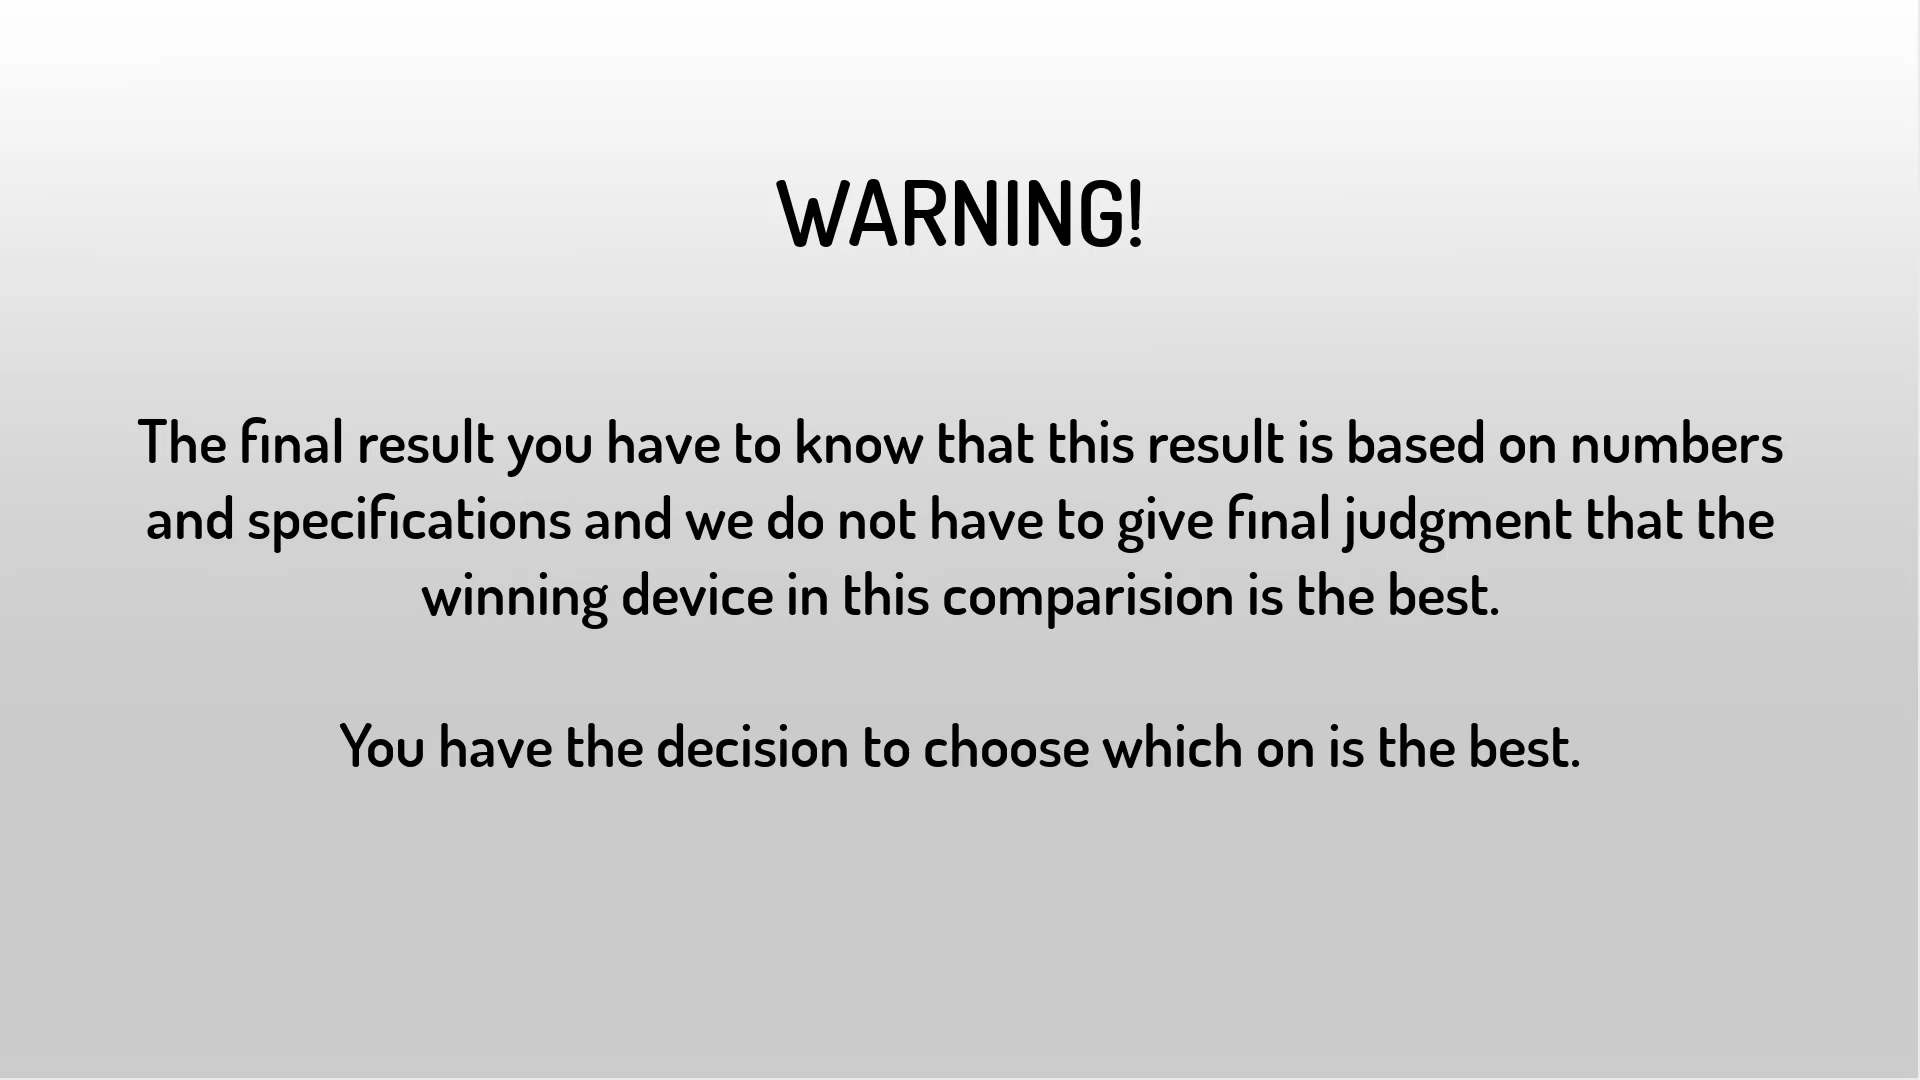 WARNING!
The final result you have to know that this result is based on numbers
and specifications and we do not have to give final judgment that the
winning device in this comparision is the best.
You have the decision to choose which on is the best.